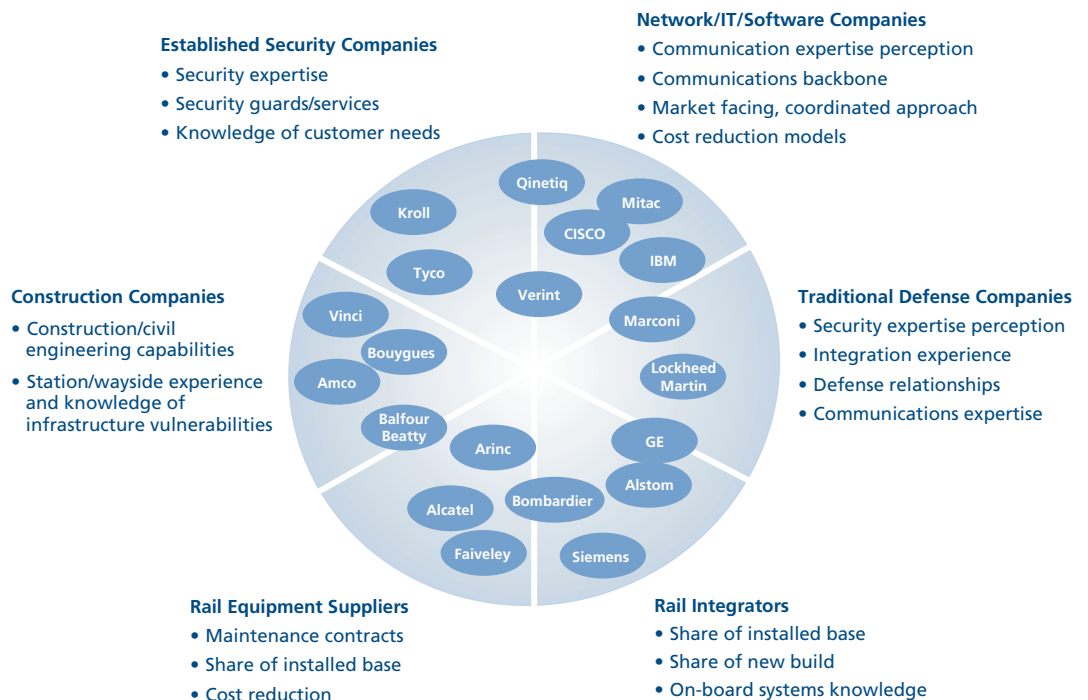 Network/IT/Software Companies
• Communication expertise perception
• Communications backbone
• Market facing, coordinated approach
• Cost reduction models
Established Security Companies
• Security expertise
• Security guards/services
• Knowledge of customer needs
Qinetiq
Mitac
Kroll
CISCO
IBM
Tyco
Verint
Construction Companies
• Construction/civil
engineering capabilities
• Station/wayside experience
and knowledge of
infrastructure vulnerabilities
Vinci
Bouygues
Amco
Balfour
Beatty
Marconi
Lockheed
Martin
Traditional Defense Companies
• Security expertise perception
• Integration experience
• Defense relationships
• Communications expertise
Arinc
GE
Alstom
Bombardier
Alcatel
Faiveley
Siemens
Rail Equipment Suppliers
• Maintenance contracts
• Share of installed base
• Cost reduction
Rail Integrators
• Share of installed base
• Share of new build
• On-board systems knowledge